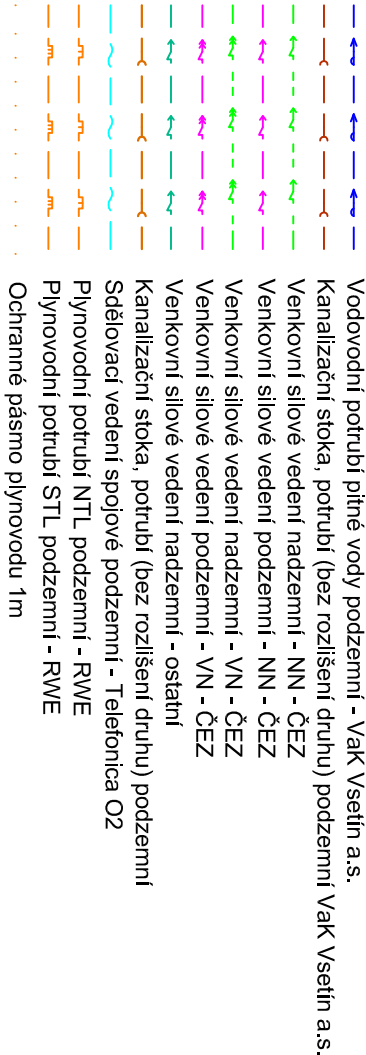 Vodovodní potrubí pitné vody podzemní - VaK Vsetín a.s.
Kanalizační stoka, potrubí (bez rozlišení druhu) podzemní VaK Vsetín a.s.
Venkovní silové vedení nadzemní - NN - ČEZ
Venkovní silové vedení podzemní - NN - ČEZ
Venkovní silové vedení nadzemní - VN - ČEZ
Venkovní silové vedení podzemní - VN - ČEZ
Venkovní silové vedení nadzemní - ostatní
Kanalizační stoka, potrubí (bez rozlišení druhu) podzemní
Sdělovací vedení spojové podzemní - Telefonica O2
Plynovodní potrubí NTL podzemní - RWE
Plynovodní potrubí STL podzemní - RWE
Ochranné pásmo plynovodu 1m